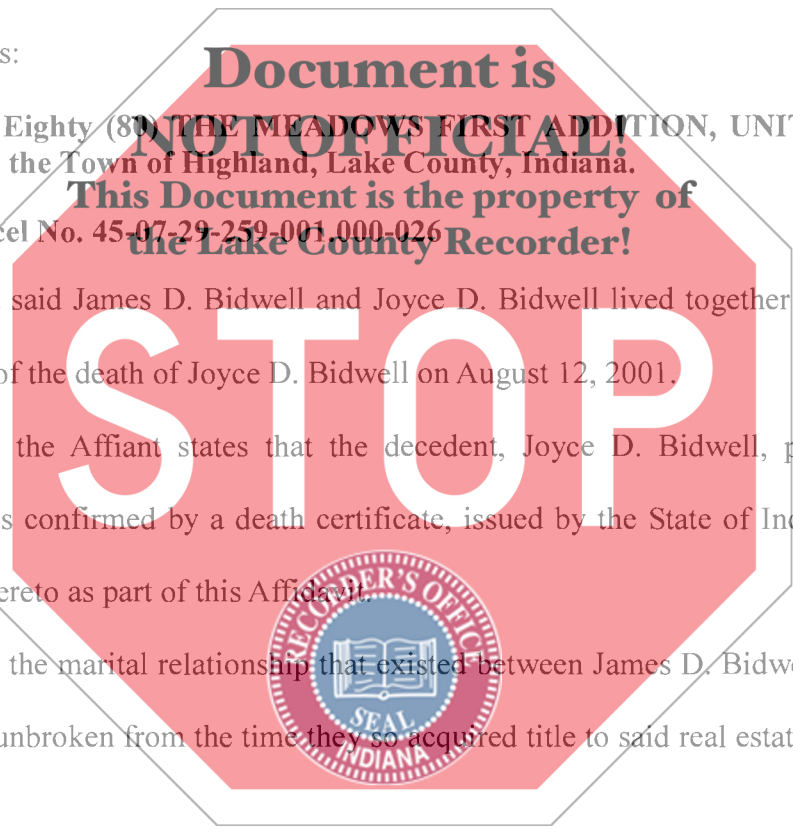 s:
Document is
Eighty (80) THE MEADOWS FIRST ADDITION, UNIT
NOT OFFICIAL!
the Town of Highland, Lake County, Indiana.
This Document is the property of
cel No. 45-07-29-259-001.000-026
the Lake County Recorder!
said James D. Bidwell and Joyce D. Bidwell lived together
of the death of Joyce D. Bidwell on August 12, 2001.
STOP
the Affiant states that the decedent, Joyce D. Bidwell, p
s confirmed by a death certificate, issued by the State of Ind
ereto as part of this Affidavit.
RECORDER'S OFFICE
the marital relationship that existed between James D. Bidwe
SEAL
unbroken from the time they so acquired title to said real estat
INDIANA